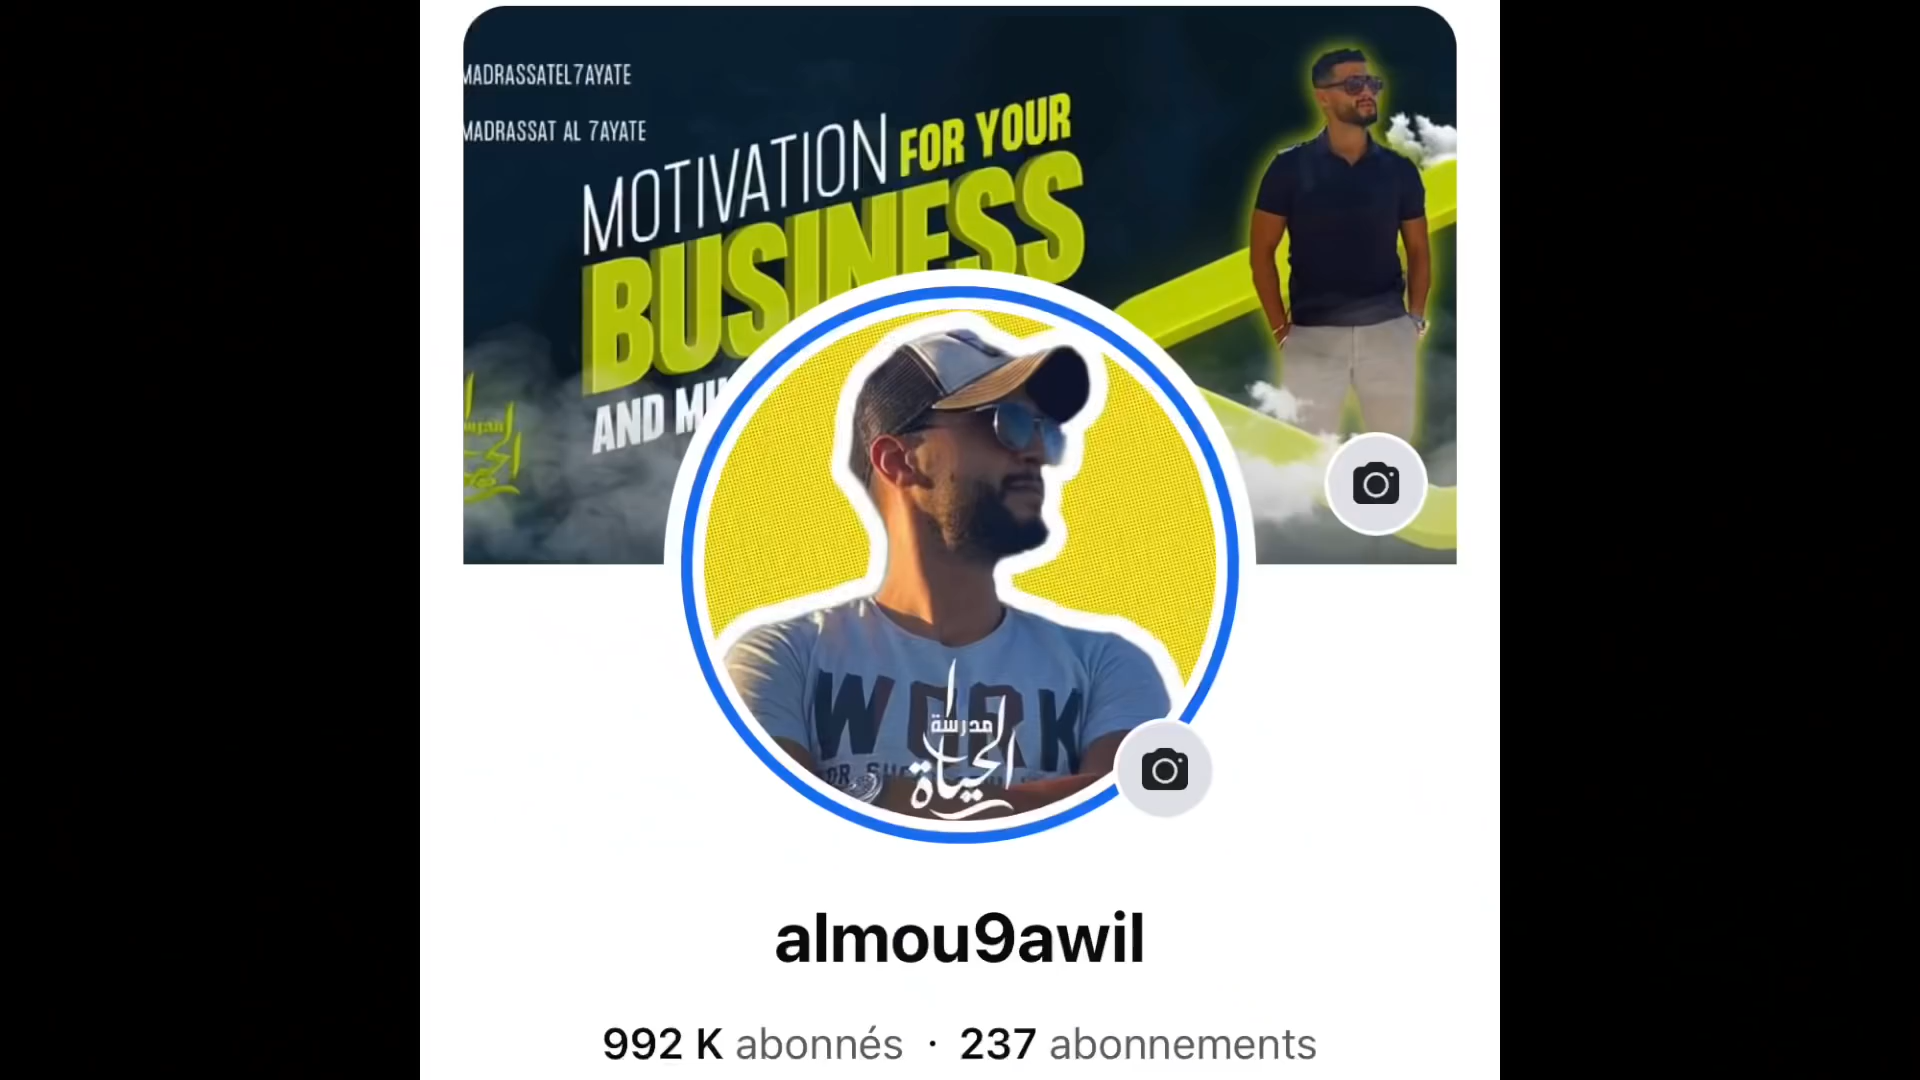 MADRASSATEL7AYATE
MADRASSAT AL 7AYATE
MOTIVATION FOR YOUR
BUSINESS
AND
WORK
مدرسة
الحياة
almou9awil
992 K abonnés · 237 abonnements